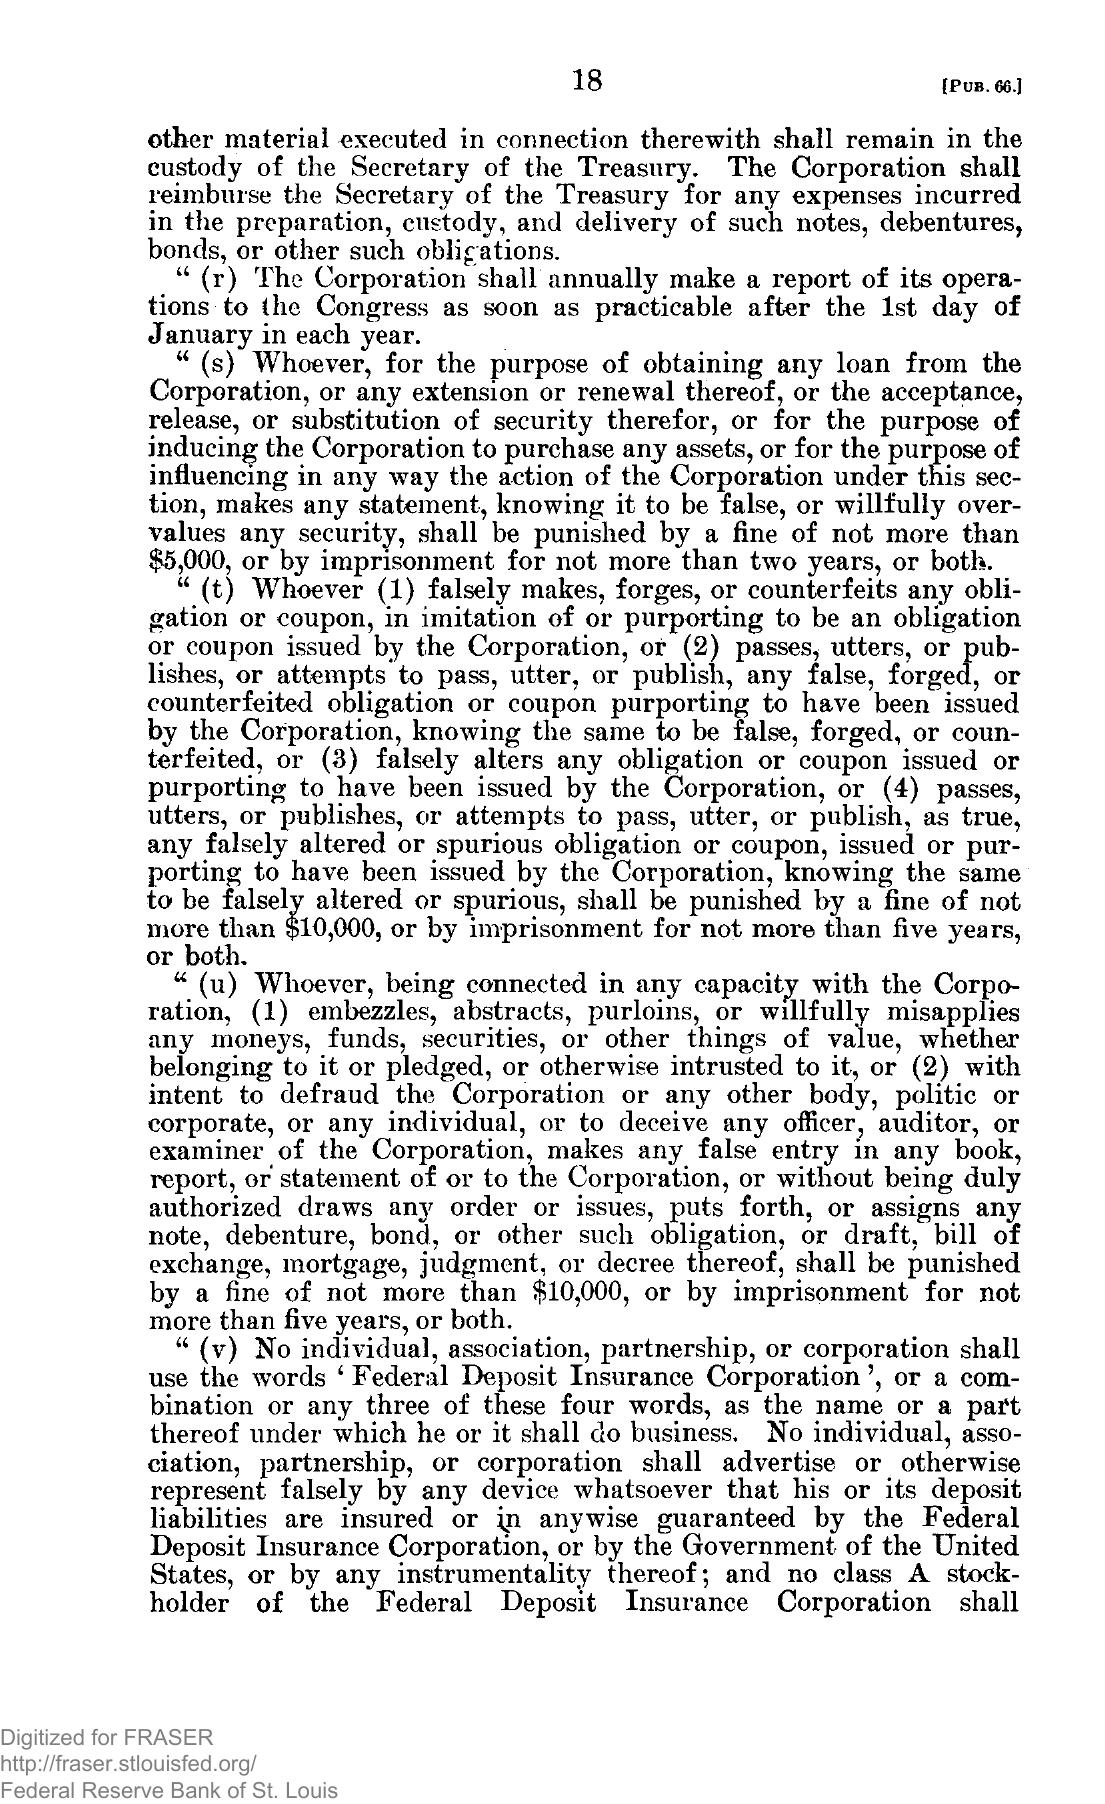 18
[PUB. 66.]
other material executed in connection therewith shall remain in the
custody of the Secretary of the Treasury. The Corporation shall
reimburse the Secretary of the Treasury for any expenses incurred
in the preparation, custody, and delivery of such notes, debentures,
bonds, or other such obligations.
“ (r) The Corporation shall annually make a report of its opera-
tions to the Congress as soon as practicable after the 1st day of
January in each year.
“ (s) Whoever, for the purpose of obtaining any loan from the
Corporation, or any extension or renewal thereof, or the acceptance,
release, or substitution of security therefor, or for the purpose of
inducing the Corporation to purchase any assets, or for the purpose of
influencing in any way the action of the Corporation under this sec-
tion, makes any statement, knowing it to be false, or willfully over-
values any security, shall be punished by a fine of not more than
$5,000, or by imprisonment for not more than two years, or both.
“ (t) Whoever (1) falsely makes, forges, or counterfeits any obli-
gation or coupon, in imitation of or purporting to be an obligation
or coupon issued by the Corporation, or (2) passes, utters, or pub-
lishes, or attempts to pass, utter, or publish, any false, forged, or
counterfeited obligation or coupon purporting to have been issued
by the Corporation, knowing the same to be false, forged, or coun-
terfeited, or (3) falsely alters any obligation or coupon issued or
purporting to have been issued by the Corporation, or (4) passes,
utters, or publishes, or attempts to pass, utter, or publish, as true,
any falsely altered or spurious obligation or coupon, issued or pur-
porting to have been issued by the Corporation, knowing the same
to be falsely altered or spurious, shall be punished by a fine of not
more than $10,000, or by imprisonment for not more than five years,
or both.
“ (u) Whoever, being connected in any capacity with the Corpo-
ration, (1) embezzles, abstracts, purloins, or willfully misapplies
any moneys, funds, securities, or other things of value, whether
belonging to it or pledged, or otherwise intrusted to it, or (2) with
intent to defraud the Corporation or any other body, politic or
corporate, or any individual, or to deceive any officer, auditor, or
examiner of the Corporation, makes any false entry in any book,
report, or statement of or to the Corporation, or without being duly
authorized draws any order or issues, puts forth, or assigns any
note, debenture, bond, or other such obligation, or draft, bill of
exchange, mortgage, judgment, or decree thereof, shall be punished
by a fine of not more than $10,000, or by imprisonment for not
more than five years, or both.
“ (v) No individual, association, partnership, or corporation shall
use the words ‘ Federal Deposit Insurance Corporation ’, or a com-
bination or any three of these four words, as the name or a part
thereof under which he or it shall do business. No individual, asso-
ciation, partnership, or corporation shall advertise or otherwise
represent falsely by any device whatsoever that his or its deposit
liabilities are insured or in anywise guaranteed by the Federal
Deposit Insurance Corporation, or by the Government of the United
States, or by any instrumentality thereof; and no class A stock-
holder of the Federal Deposit Insurance Corporation shall
Digitized for FRASER
http://fraser.stlouisfed.org/
Federal Reserve Bank of St. Louis